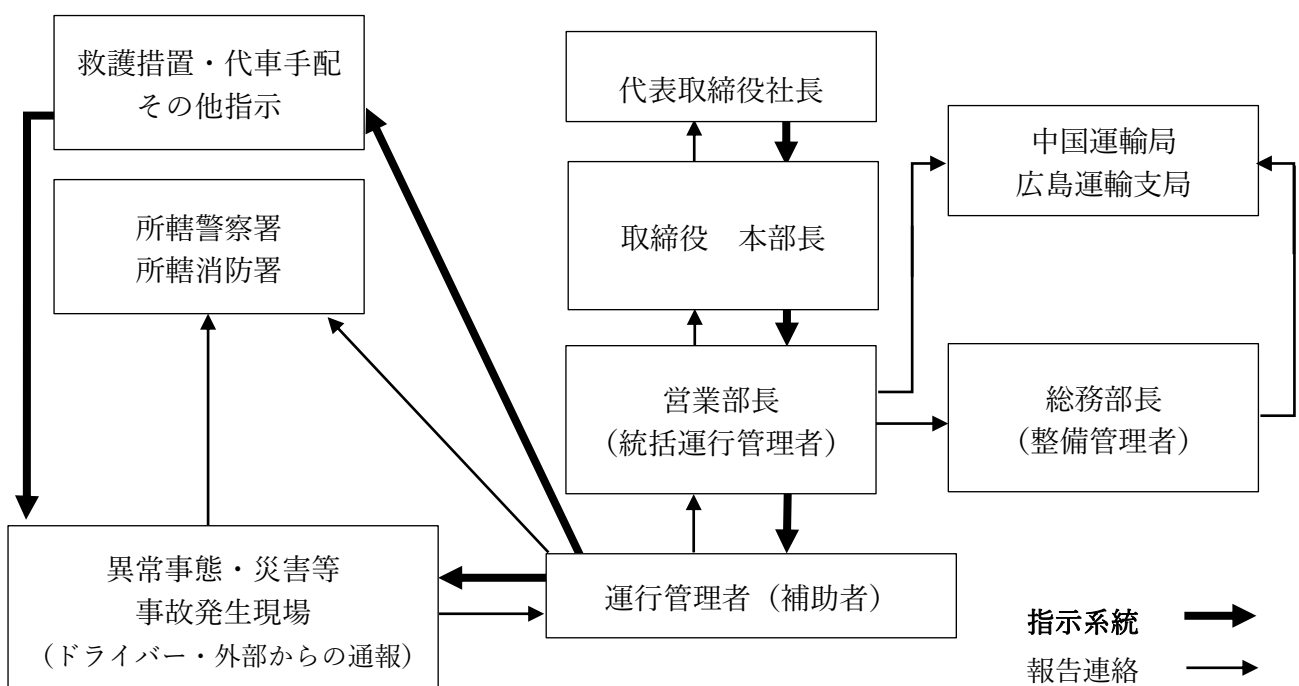 救護措置・代車手配
その他指示
代表取締役社長
中国運輸局
広島運輸支局
所轄警察署
所轄消防署
取締役　本部長
営業部長
（統括運行管理者）
総務部長
（整備管理者）
異常事態・災害等
事故発生現場
（ドライバー・外部からの通報）
運行管理者（補助者）
指示系統
報告連絡